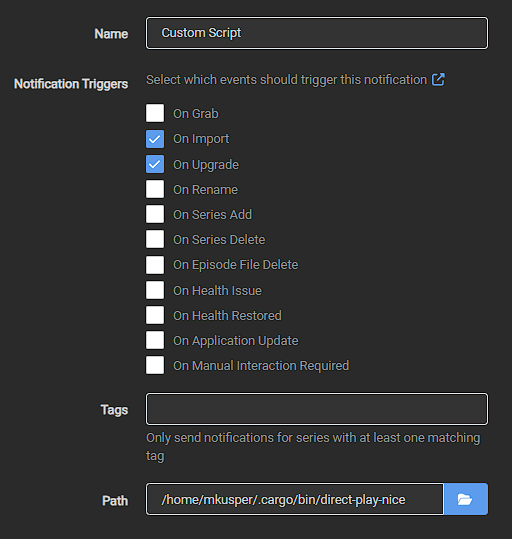 Name Custom Script
Notification Triggers Select which events should trigger this notification
On Grab
On Import
On Upgrade
On Rename
On Series Add
On Series Delete
On Episode File Delete
On Health Issue
On Health Restored
On Application Update
On Manual Interaction Required
Tags
Only send notifications for series with at least one matching
tag
Path /home/mkusper/.cargo/bin/direct-play-nice